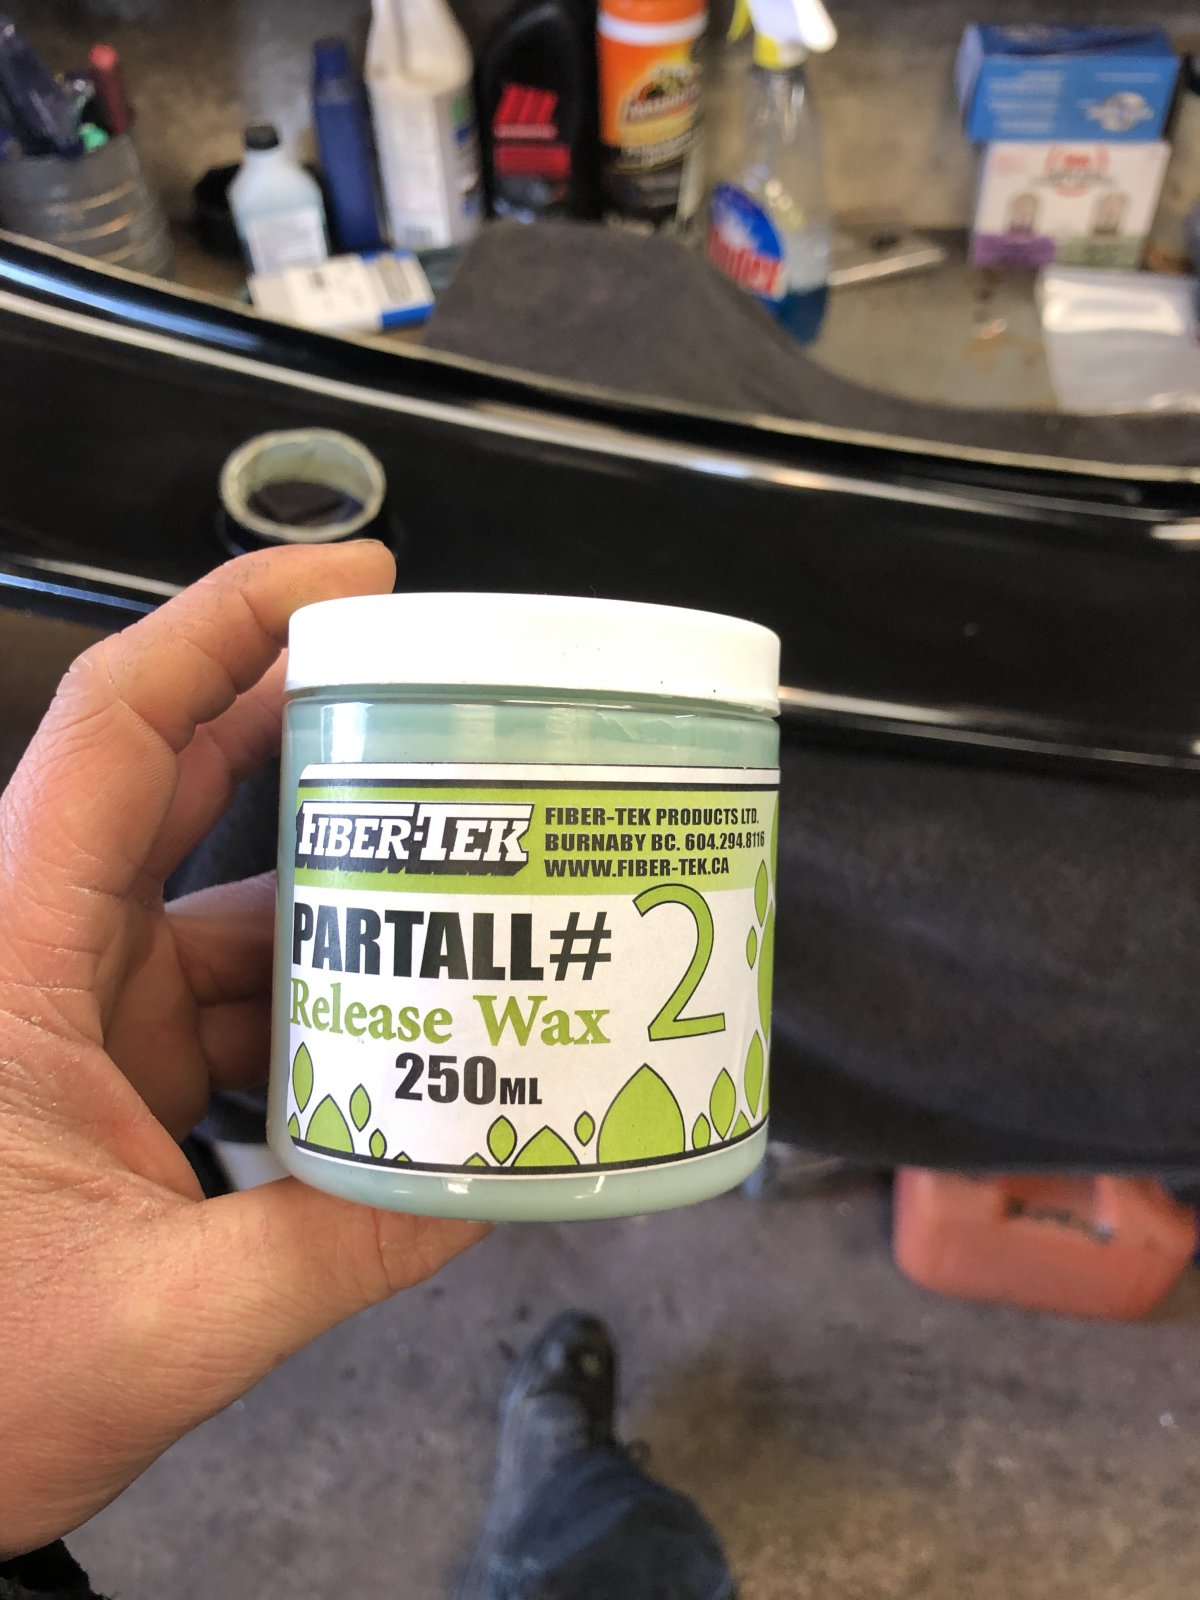 FIBER-TEK
FIBER-TEK PRODUCTS LTD.
BURNABY BC. 604.294.8116
WWW.FIBER-TEK.CA
PARTALL# 2
Release Wax
250ML